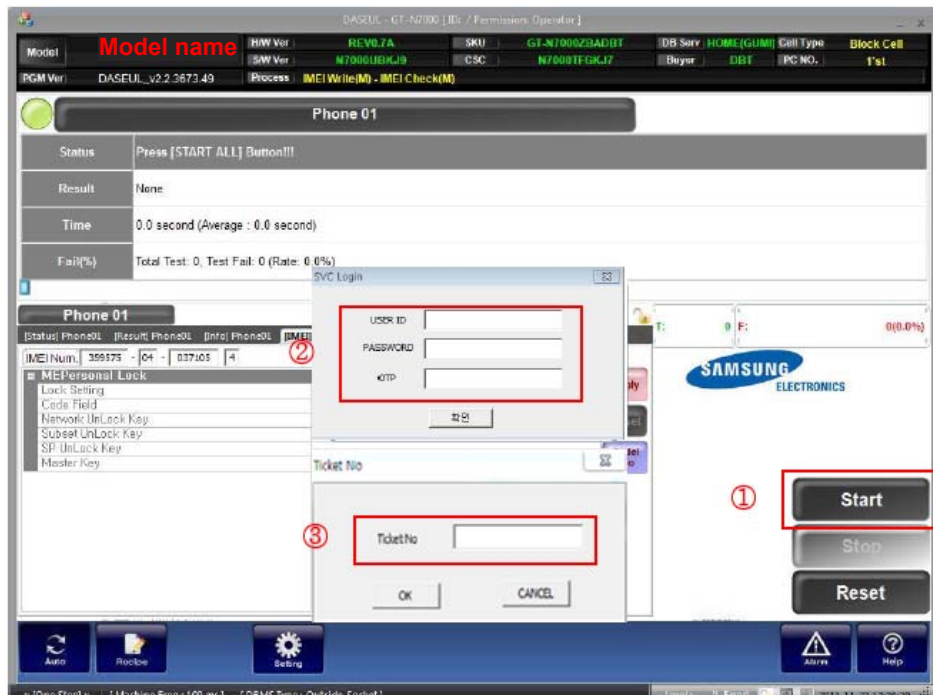 DASEUL - GT-N7000 [ ID: / Permission: Operator ]
Model Model name H/W Ver REV0.7A SKU GT-N7000ZBADBT DB Serv HOME(GUMI) Cell Type Block Cell
S/W Ver N7000UBKJ9 CSC N7000TFGKJ7 Buyer DBT PC NO. 1'st
PGM Ver DASEUL_v2.2.3673.49 Process IMEI Write(M) - IMEI Check(M)
Phone 01
Status Press [START ALL] Button!!!
Result None
Time 0.0 second (Average : 0.0 second)
Fail(%) Total Test: 0, Test Fail: 0 (Rate: 0.0%)
SVC Login
USER ID
PASSWORD
OTP
확인
②
Phone 01
[Status] Phone01 [Result] Phone01 [Info] Phone01
T: 0 F: 0(0.0%)
IMEI Num. 359575 - 04 - 037105 4
MEPersonal Lock
Lock Setting
Code Field
Network UnLock Key
Subset UnLock Key
SP UnLock Key
Master Key
SAMSUNG
ELECTRONICS
Ticket No
③
Ticket No
OK CANCEL
①
Start
Stop
Reset
Auto Recipe Setting Alarm Help